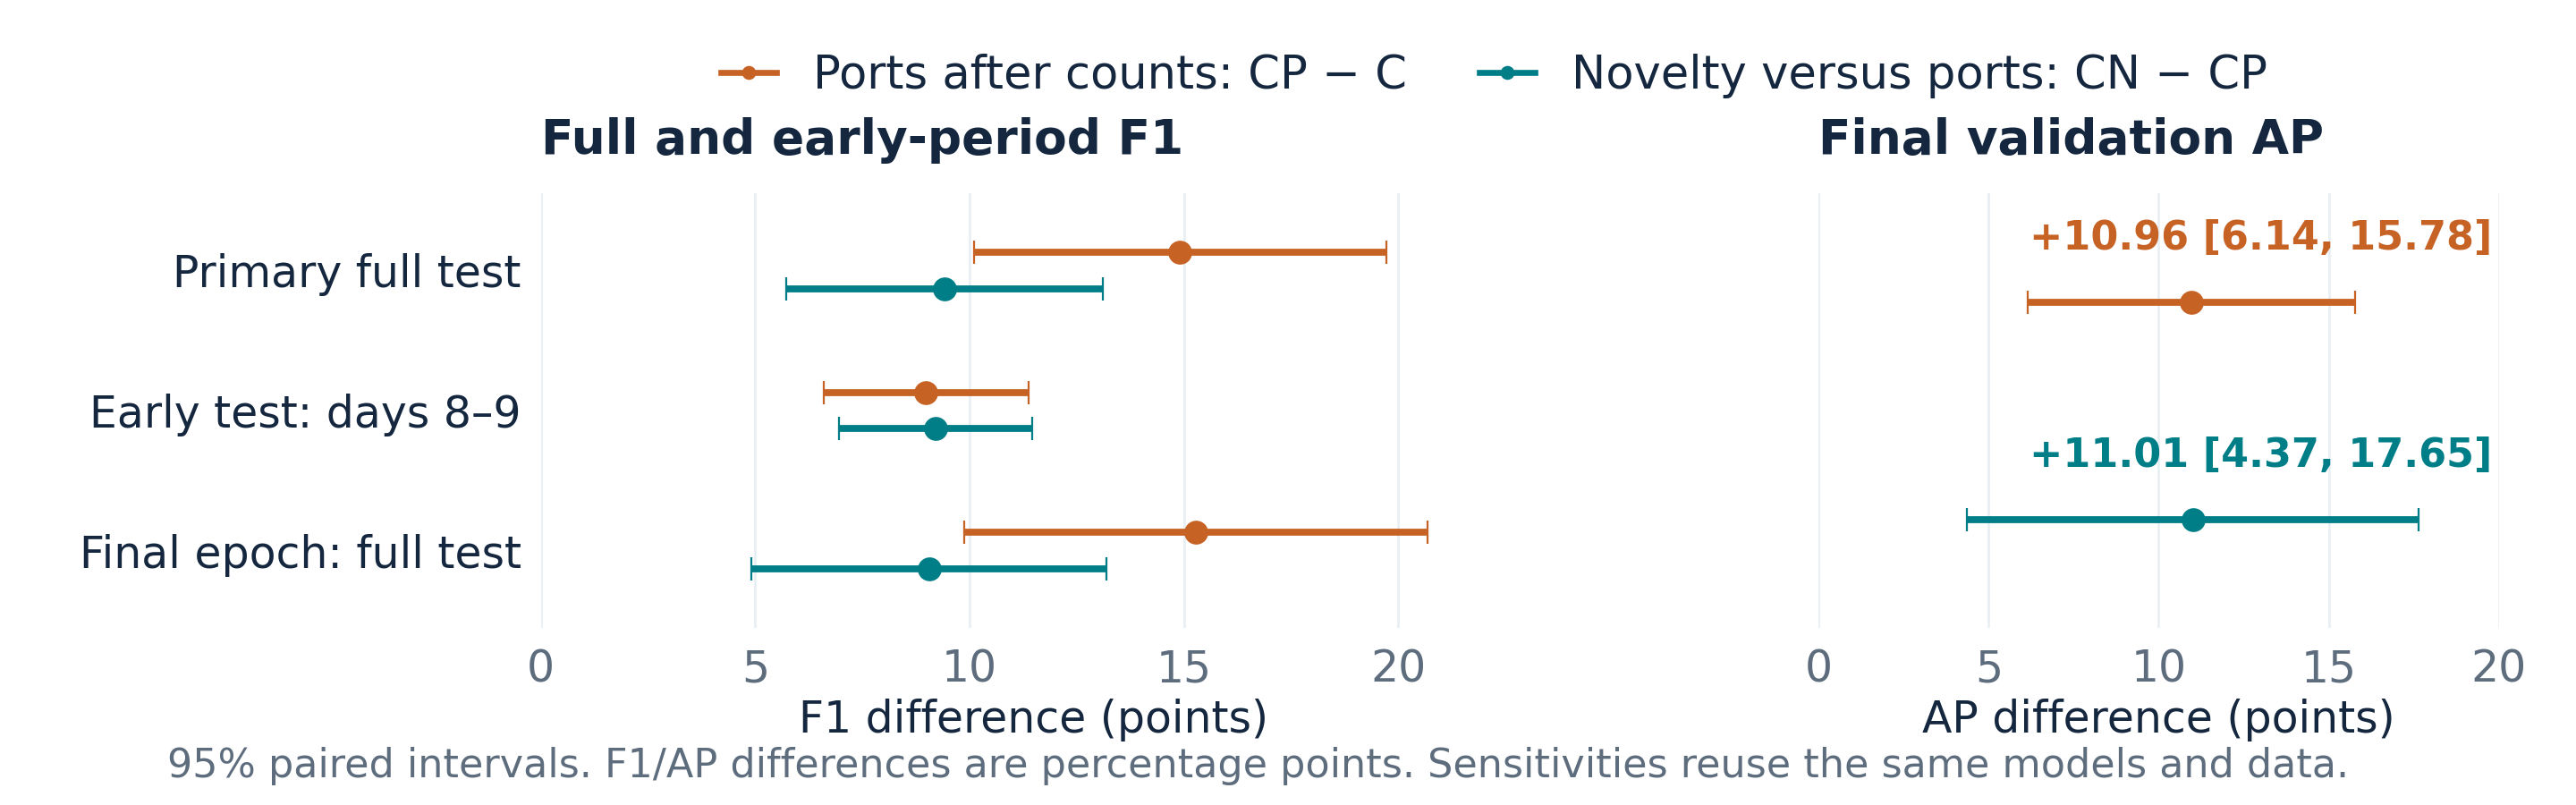 Ports after counts: CP − C
Novelty versus ports: CN − CP
Full and early-period F1
Final validation AP
Primary full test
Early test: days 8–9
Final epoch: full test
+10.96 [6.14, 15.78]
+11.01 [4.37, 17.65]
0 5 10 15 20
0 5 10 15 20
F1 difference (points)
AP difference (points)
95% paired intervals. F1/AP differences are percentage points. Sensitivities reuse the same models and data.